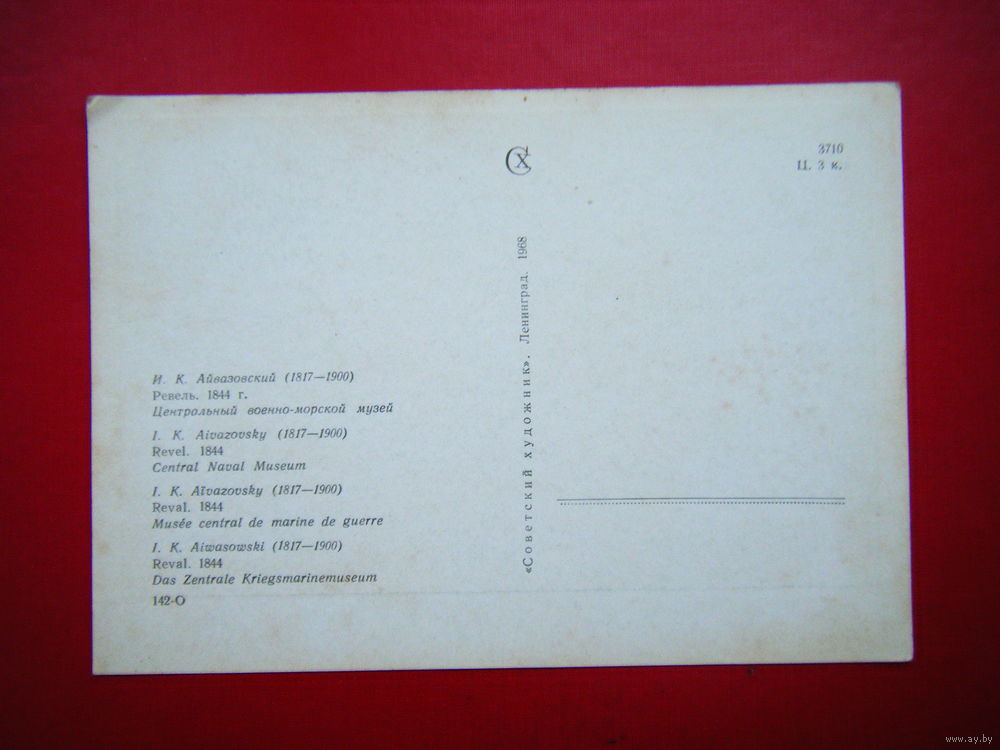 СХ
3710
Ц. 3 к.
И. К. Айвазовский (1817—1900)
Ревель. 1844 г.
Центральный военно-морской музей
I. K. Aivazovsky (1817—1900)
Revel. 1844
Central Naval Museum
I. K. Aïvazovsky (1817—1900)
Reval. 1844
Musée central de marine de guerre
I. K. Aiwasowski (1817—1900)
Reval. 1844
Das Zentrale Kriegsmarinemuseum
142-О
«Советский художник». Ленинград. 1968
www.ay.by